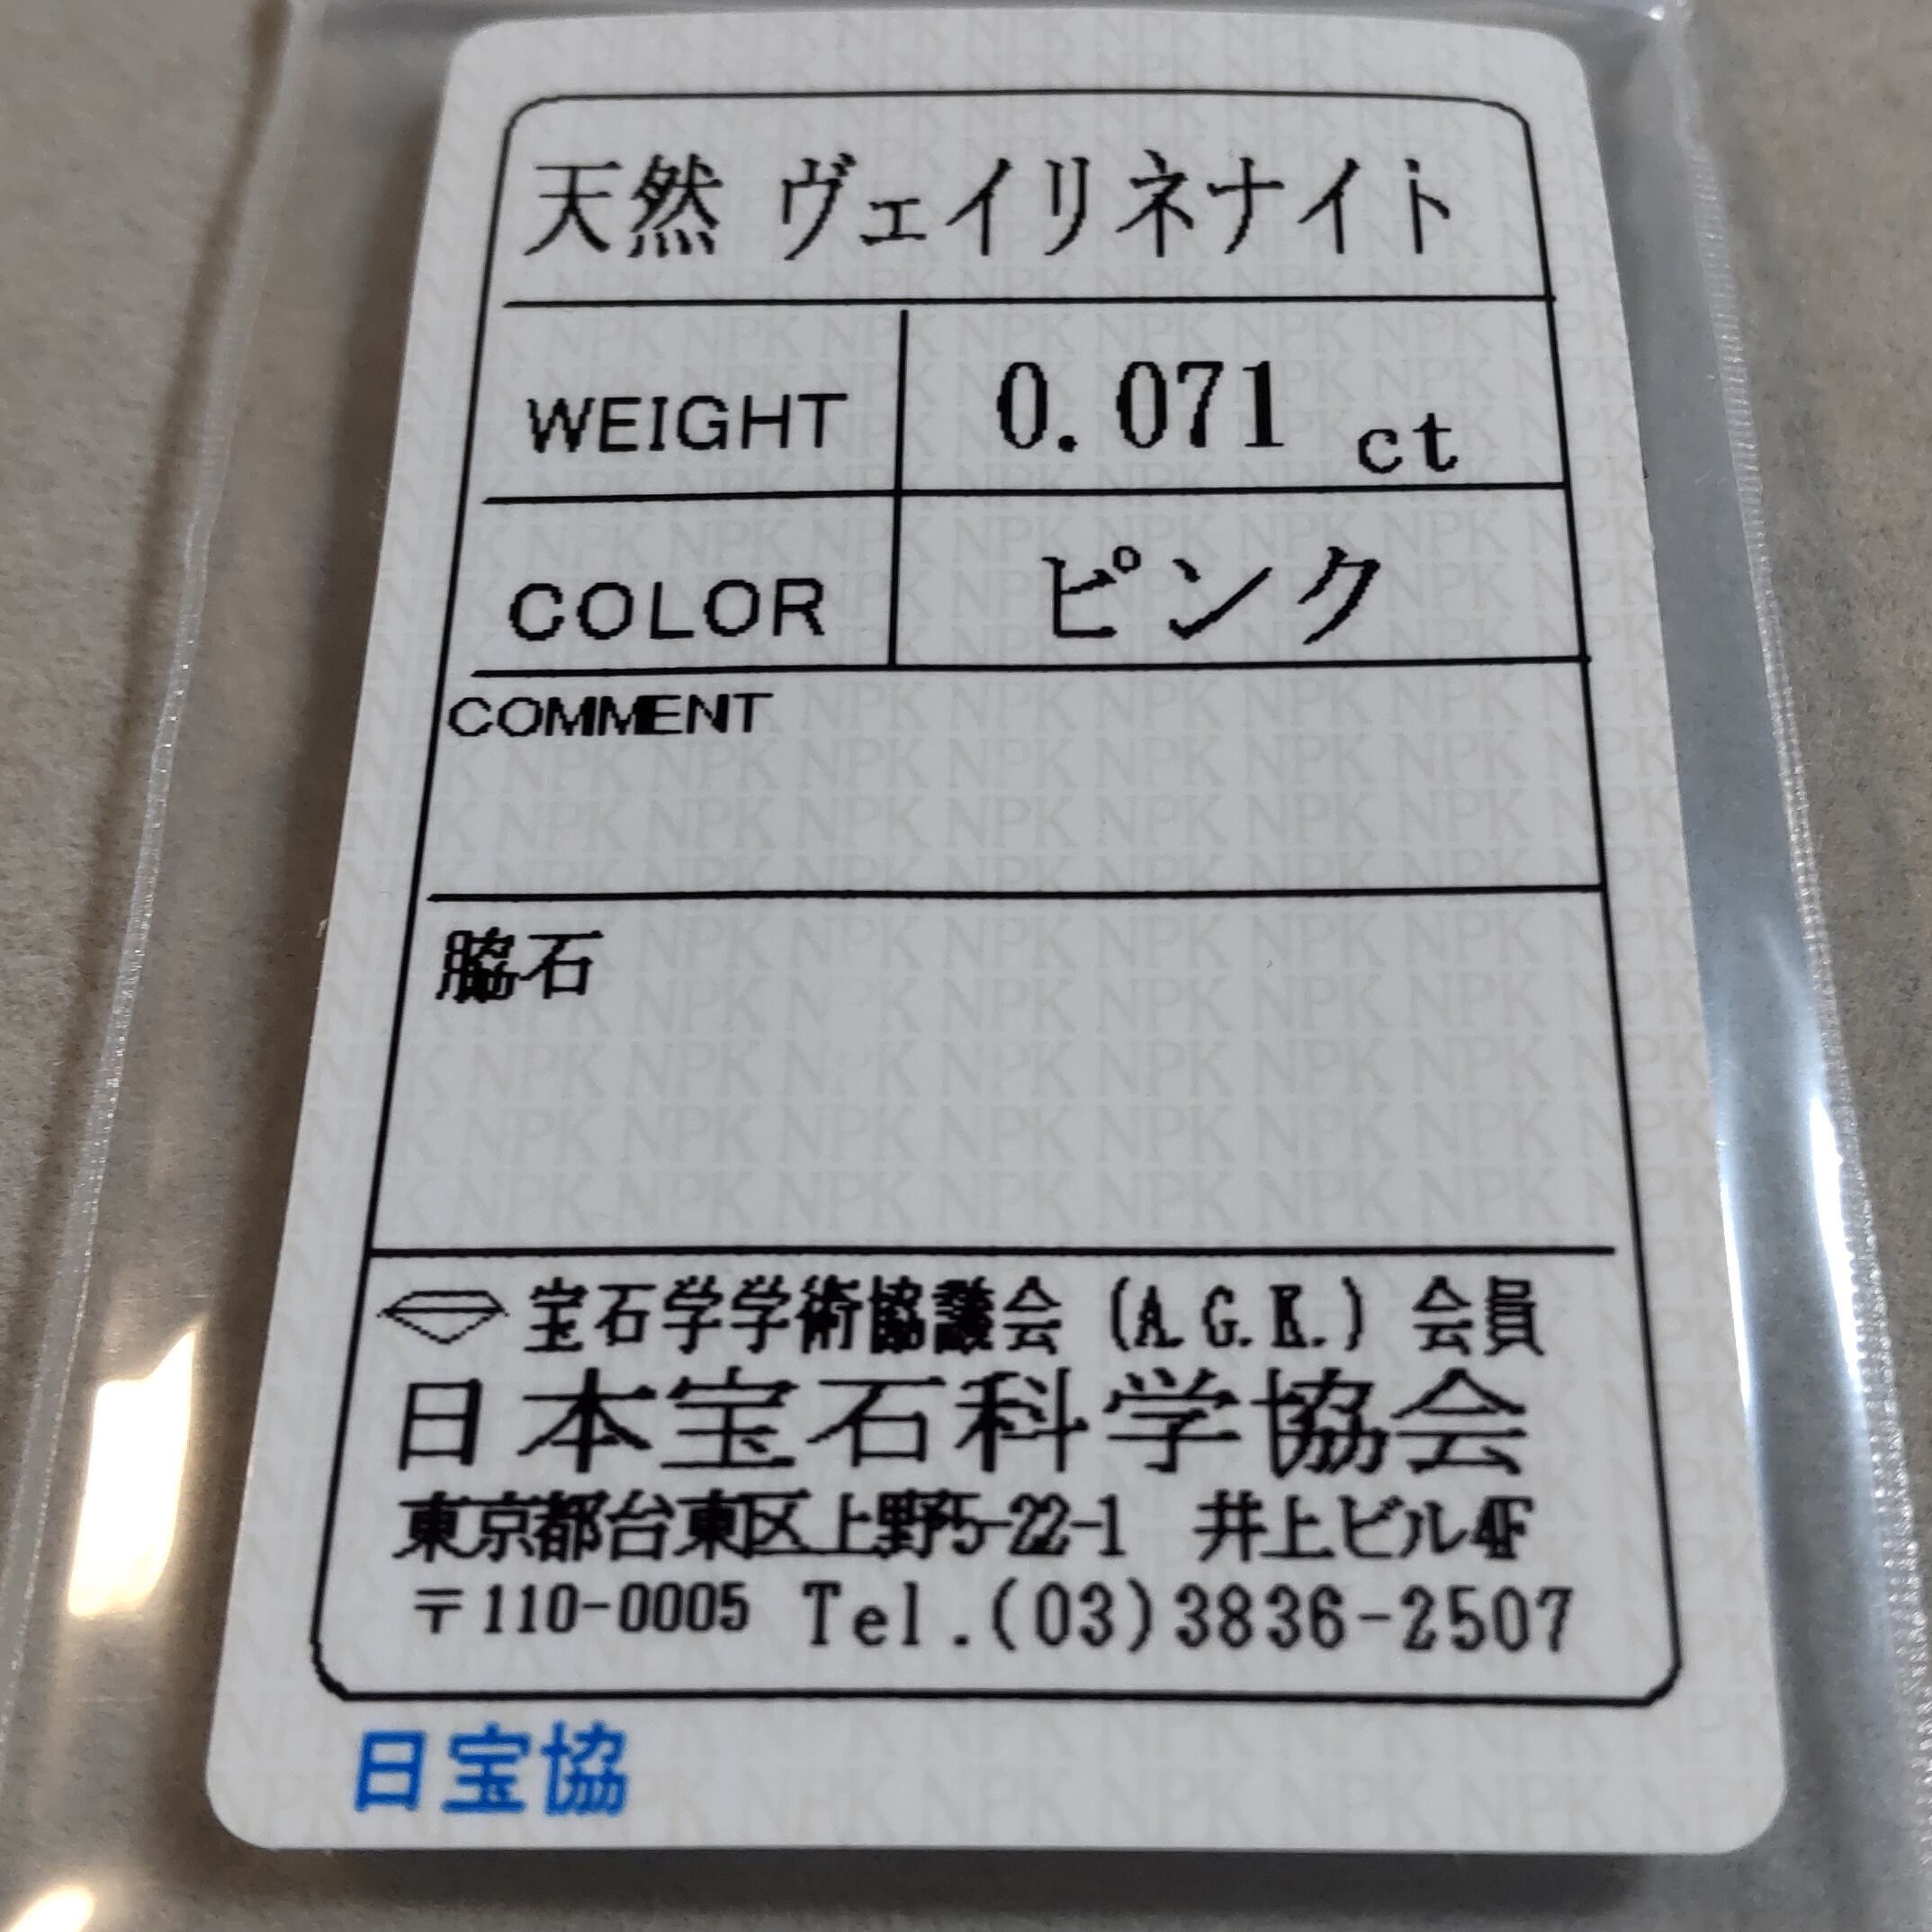 天然 ヴェイリネナイト
WEIGHT 0.071 ct
COLOR ピンク
COMMENT
脇石
宝石学学術協議会 (A.G.K.) 会員
日本宝石科学協会
東京都台東区上野5-22-1 井上ビル4F
〒110-0005 Tel.(03)3836-2507
日宝協